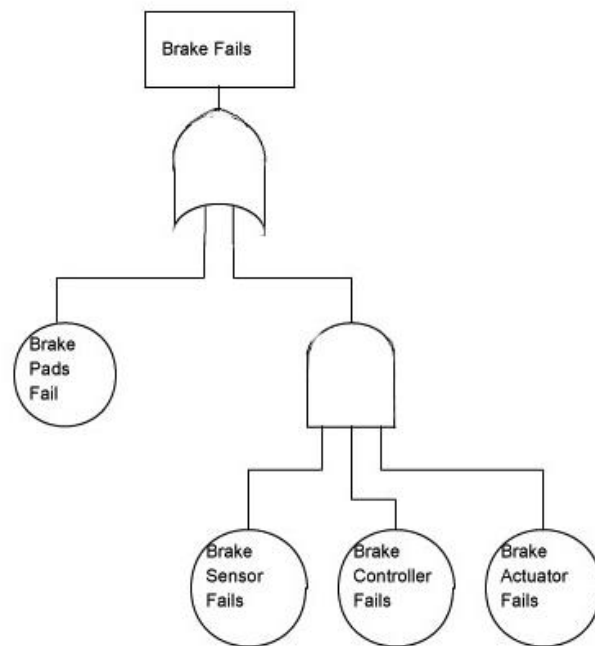 Brake Fails
Brake
Pads
Fail
Brake
Sensor
Fails
Brake
Controller
Fails
Brake
Actuator
Fails